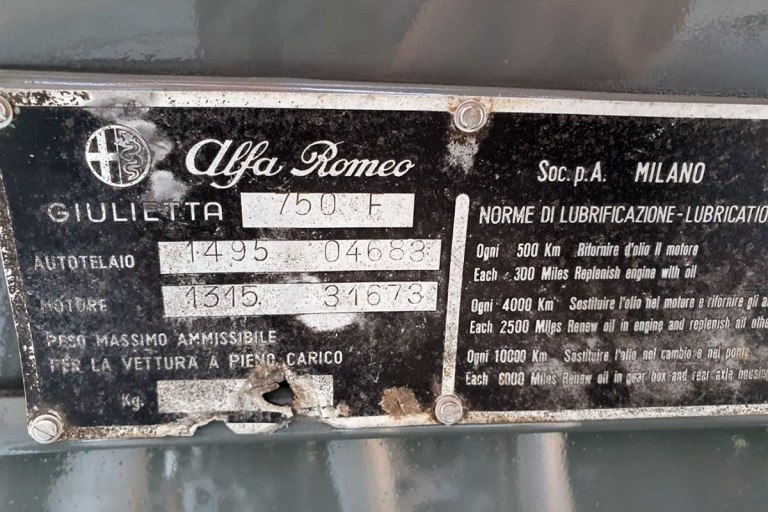 Alfa Romeo
GIULIETTA 750 F
AUTOTELAIO 1495 04683
MOTORE 1315 31673
PESO MASSIMO AMMISSIBILE
PER LA VETTURA A PIENO CARICO
Kg.
Soc. p. A. MILANO
NORME DI LUBRIFICAZIONE - LUBRICATIO
Ogni 500 Km Rifornire d'olio il motore
Each 300 Miles Replenish engine with oil
Ogni 4000 Km Sostituire l'olio nel motore e rifornire gli a
Each 2500 Miles Renew oil in engine and replenish all othe
Ogni 10000 Km Sostituire l'olio nel cambio e nel ponte
Each 6000 Miles Renew oil in gear box and rear axle housing